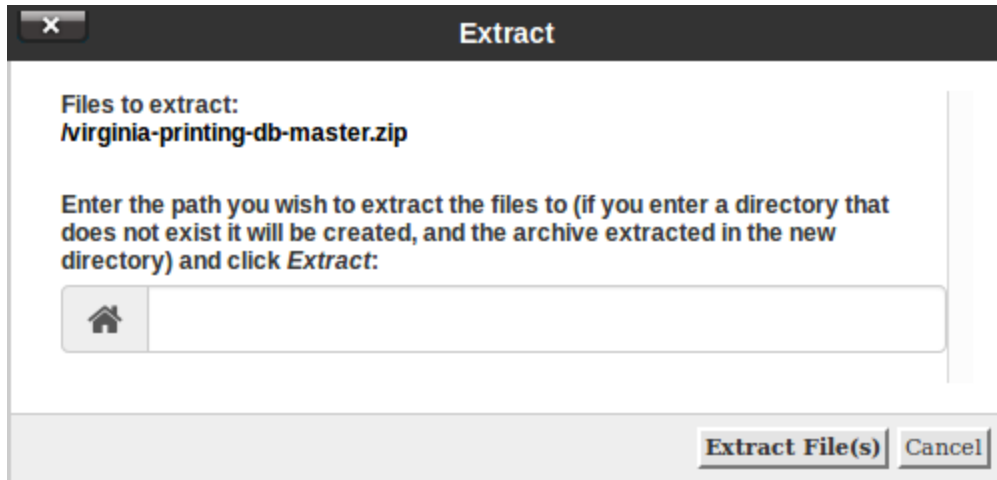 Extract
Files to extract:
/virginia-printing-db-master.zip
Enter the path you wish to extract the files to (if you enter a directory that
does not exist it will be created, and the archive extracted in the new
directory) and click Extract:
Extract File(s) Cancel